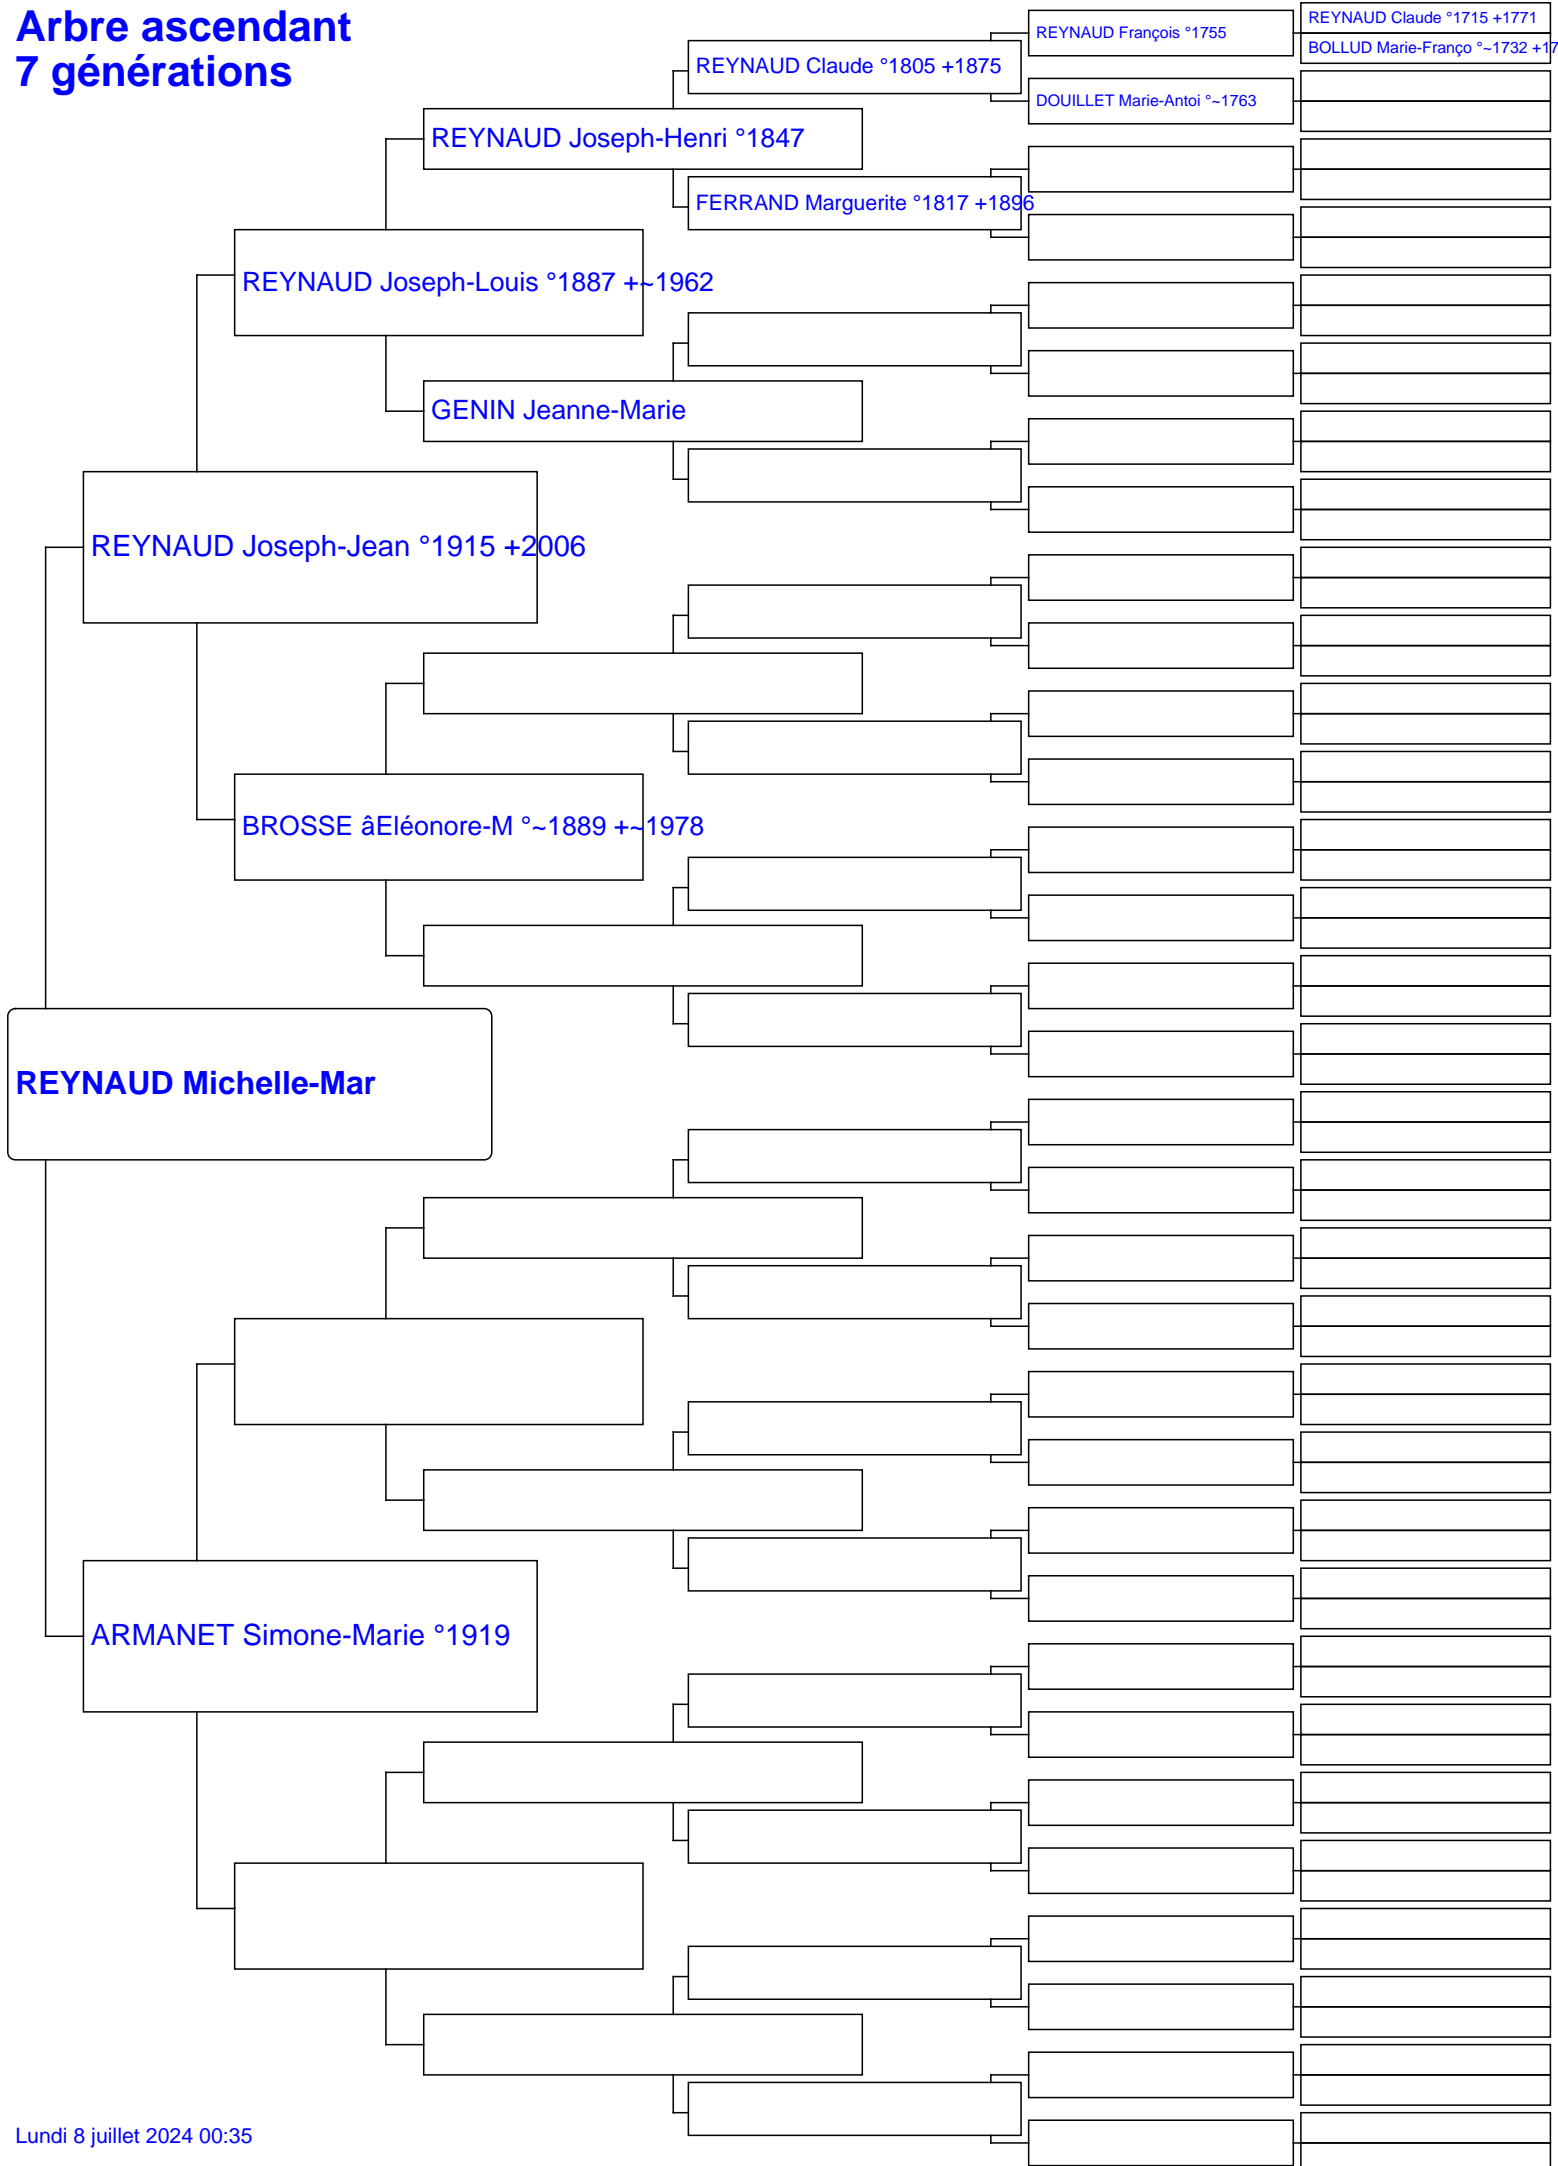 Arbre ascendant
7 générations
REYNAUD Claude °1715 +1771
REYNAUD François °1755
BOLLUD Marie-Franço °~1732 +17
REYNAUD Claude °1805 +1875
DOUILLET Marie-Antoi °~1763
REYNAUD Joseph-Henri °1847
FERRAND Marguerite °1817 +1896
REYNAUD Joseph-Louis °1887 +~1962
GENIN Jeanne-Marie
REYNAUD Joseph-Jean °1915 +2006
BROSSE âEléonore-M °~1889 +~1978
REYNAUD Michelle-Mar
ARMANET Simone-Marie °1919
Lundi 8 juillet 2024 00:35